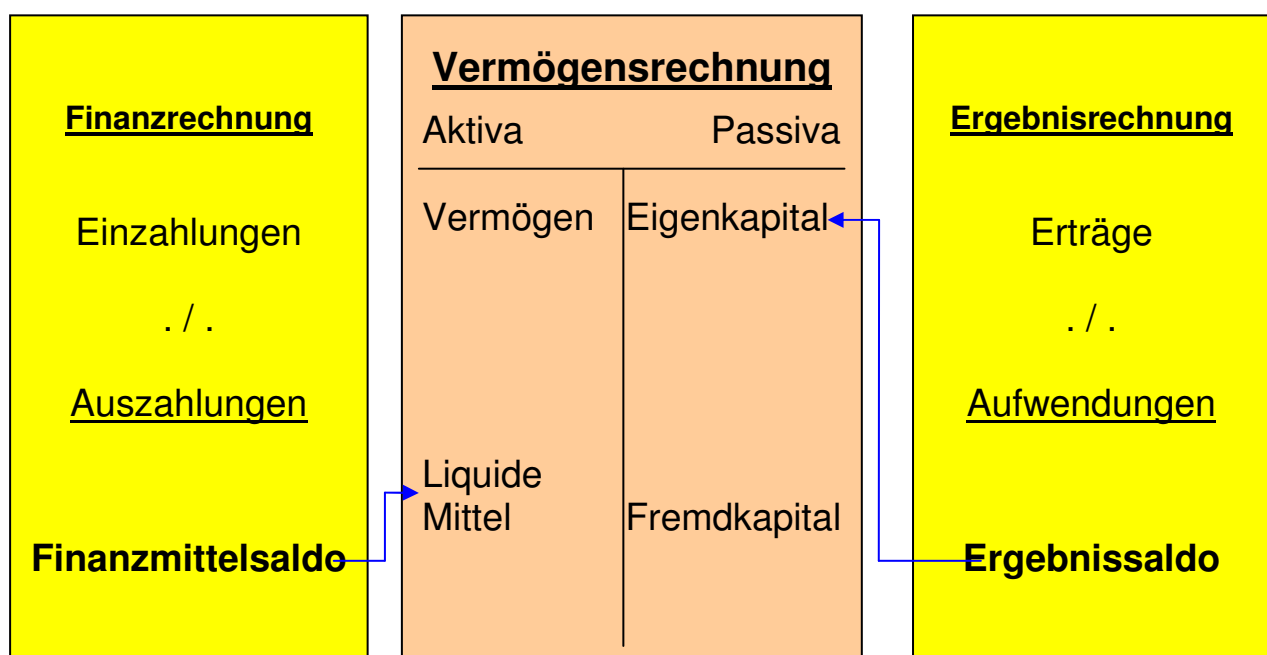 Finanzrechnung
Einzahlungen
. / .
Auszahlungen
Finanzmittelsaldo
Vermögensrechnung
Aktiva Passiva
Vermögen Eigenkapital
Liquide
Mittel Fremdkapital
Ergebnisrechnung
Erträge
. / .
Aufwendungen
Ergebnissaldo